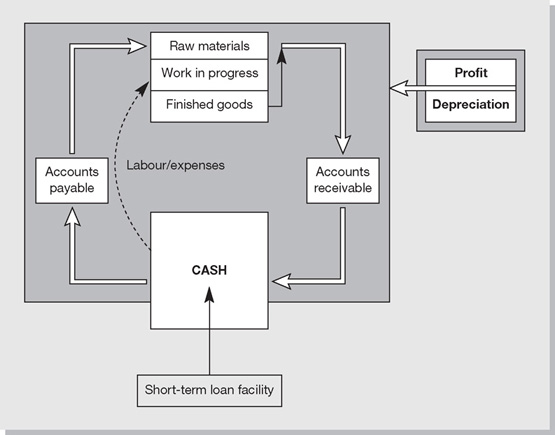 Raw materials
Work in progress
Finished goods
Profit
Depreciation
Labour/expenses
Accounts
payable
Accounts
receivable
CASH
Short-term loan facility